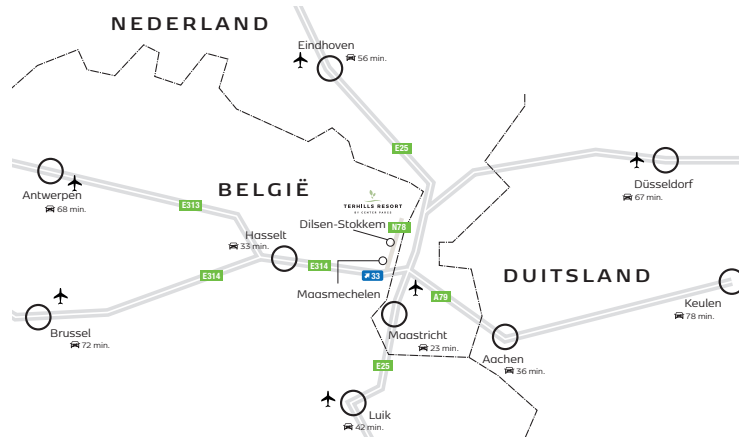 NEDERLAND
Eindhoven
56 min.
E25
Antwerpen
68 min.
BELGIË
TERHILLS RESORT
BY CENTER PARCS
Düsseldorf
67 min.
E313
Dilsen-Stokkem
N78
Hasselt
33 min.
E314
E314
33
DUITSLAND
Maasmechelen
A79
Keulen
78 min.
Brussel
72 min.
Maastricht
23 min.
Aachen
36 min.
E25
Luik
42 min.